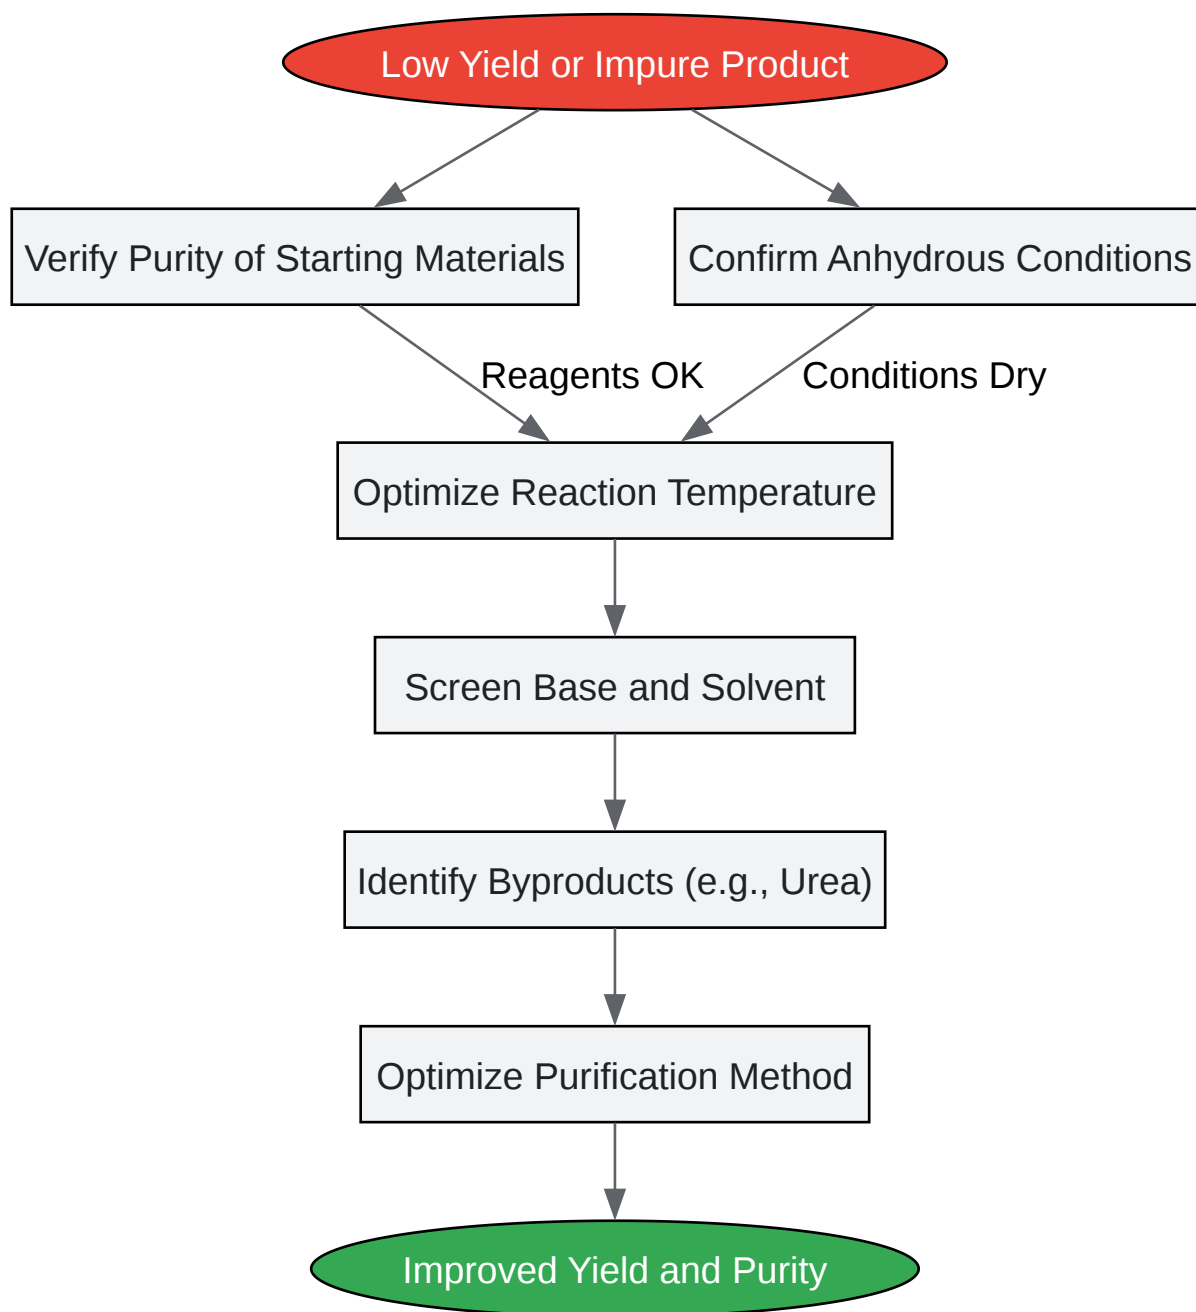 Low Yield or Impure Product
Verify Purity of Starting Materials
Confirm Anhydrous Conditions
Reagents OK
Conditions Dry
Optimize Reaction Temperature
Screen Base and Solvent
Identify Byproducts (e.g., Urea)
Optimize Purification Method
Improved Yield and Purity